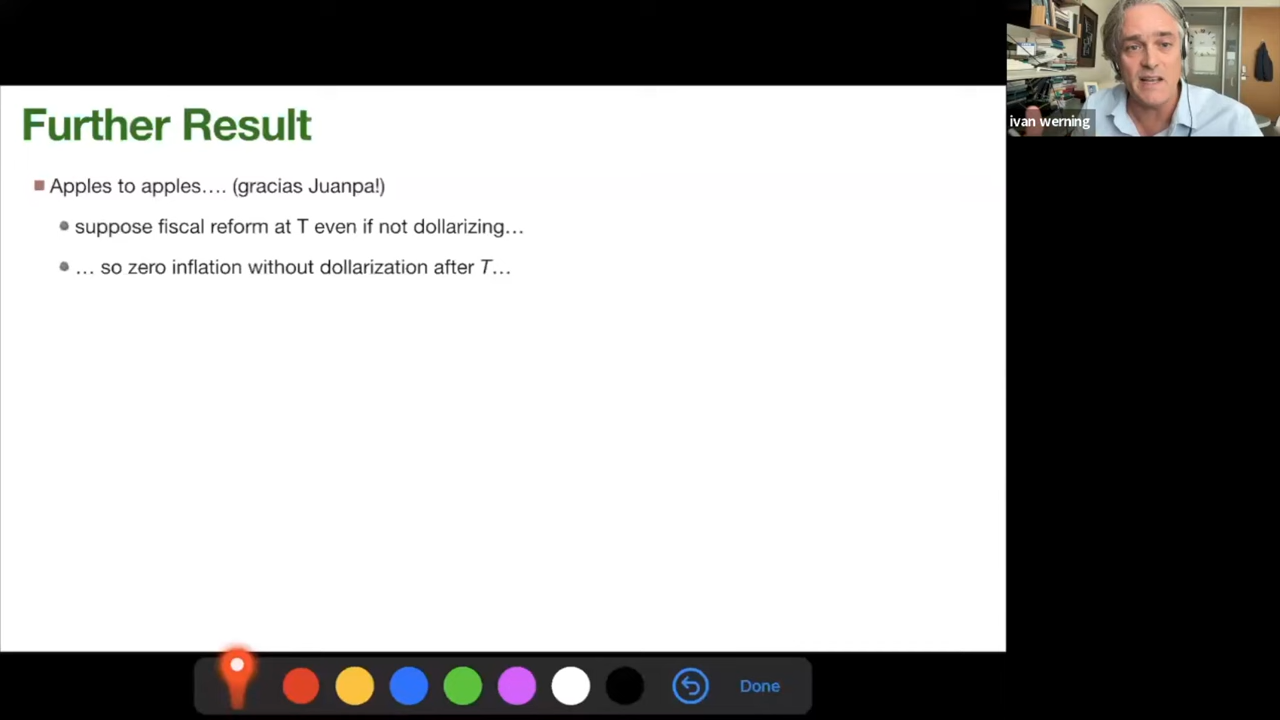 Further Result
Apples to apples…. (gracias Juanpa!)
suppose fiscal reform at T even if not dollarizing…
… so zero inflation without dollarization after T…
ivan werning
Done